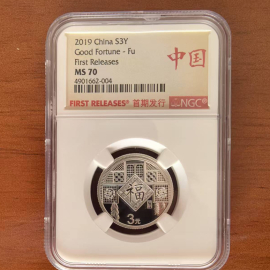 2019 China S3Y
Good Fortune - Fu
First Releases
MS 70
4901662-004
中国
FIRST RELEASES 首期发行
NGC
福
3元